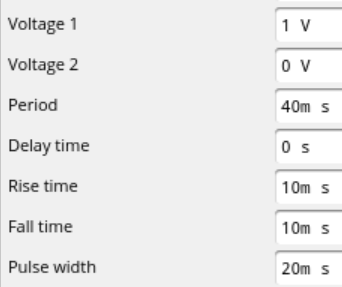 Voltage 1 1 V
Voltage 2 0 V
Period 40m s
Delay time 0 s
Rise time 10m s
Fall time 10m s
Pulse width 20m s